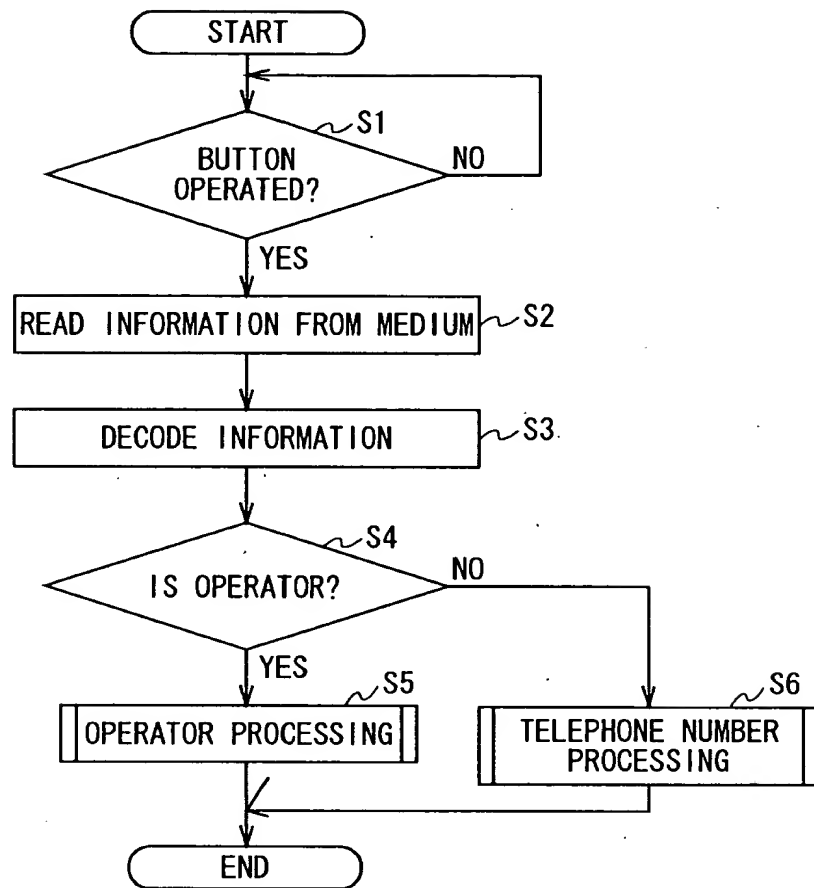 START
S1
BUTTON
OPERATED?
NO
YES
READ INFORMATION FROM MEDIUM
S2
DECODE INFORMATION
S3
S4
IS OPERATOR?
NO
YES
S5
OPERATOR PROCESSING
S6
TELEPHONE NUMBER
PROCESSING
END